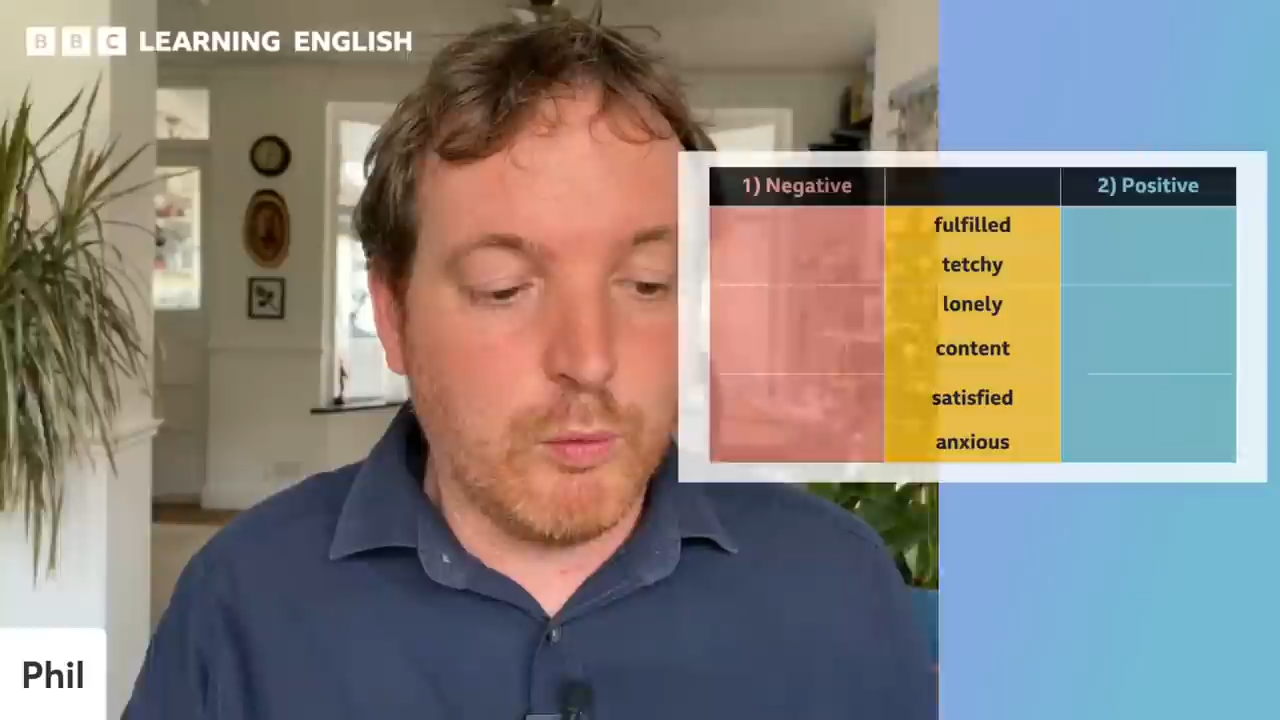 BBC LEARNING ENGLISH
1) Negative
2) Positive
fulfilled
tetchy
lonely
content
satisfied
anxious
Phil